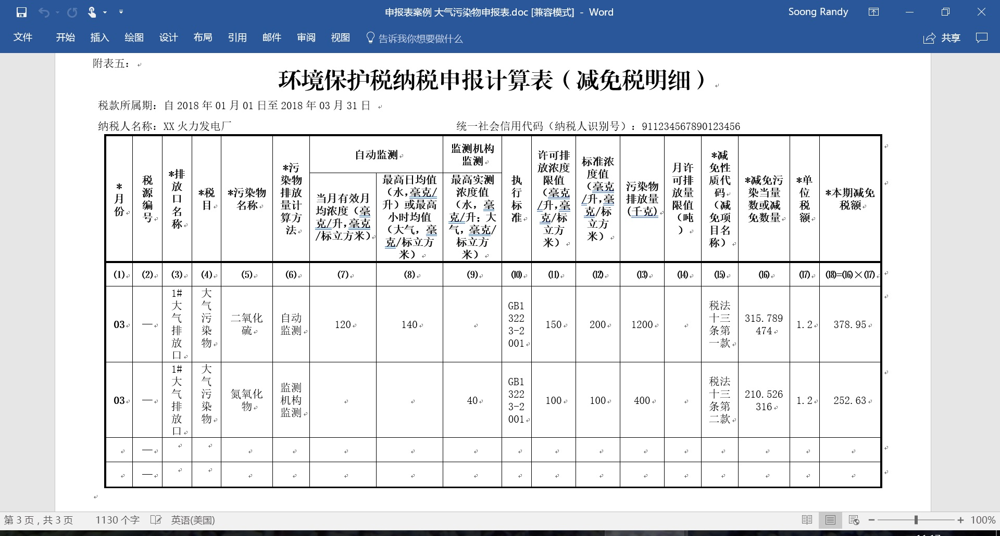 申报表案例 大气污染物申报表.doc [兼容模式] - Word
Soong Randy
文件 开始 插入 绘图 设计 布局 引用 邮件 审阅 视图 告诉我你想要做什么 共享
附表五：
环境保护税纳税申报计算表（减免税明细）
税款所属期：自 2018 年 01 月 01 日至 2018 年 03 月 31 日
纳税人名称：XX 火力发电厂 统一社会信用代码（纳税人识别号）：911234567890123456
*
月
份
税
源
编
号
*排
放
口
名
称
*税
目
*污染物
名称
*污
染物
排放
量计
算方
法
自动监测
当月有效月
均浓度（毫
克/升，毫克
/标立方米）
最高日均值
（水，毫克/
升）或最高
小时均值
（大气，毫
克/标立方
米）
监测机构
监测
最高实测
浓度值
（水，毫
克/升；大
气，毫克/
标立方
米）
执
行
标
准
许可排
放浓度
限值
（毫克
/升，毫
克/标
立方
米）
标准浓
度值
（毫克
/升，毫
克/标
立方
米）
污染物
排放量
(千克)
月许
可排
放量
限值
（吨
）
*减
免性
质代
码
（减
免项
目名
称）
*减免污
染当量
数或减
免数量
*单
位
税
额
*本期减免
税额
(1) (2) (3) (4) (5) (6) (7) (8) (9) (10) (11) (12) (13) (14) (15) (16) (17) (18)=(16)×(17)
03
—
1#
大
气
排
放
口
大
气
污
染
物
二氧化
硫
自动
监测
120
140
GB1
322
3-2
001
150
200
1200
税法
十三
条第
一款
315.789
474
1.2
378.95
03
—
1#
大
气
排
放
口
大
气
污
染
物
氮氧化
物
监测
机构
监测
40
GB1
322
3-2
001
100
100
400
税法
十三
条第
二款
210.526
316
1.2
252.63
—
—
第 3 页，共 3 页 1130 个字 英语(美国) 100%